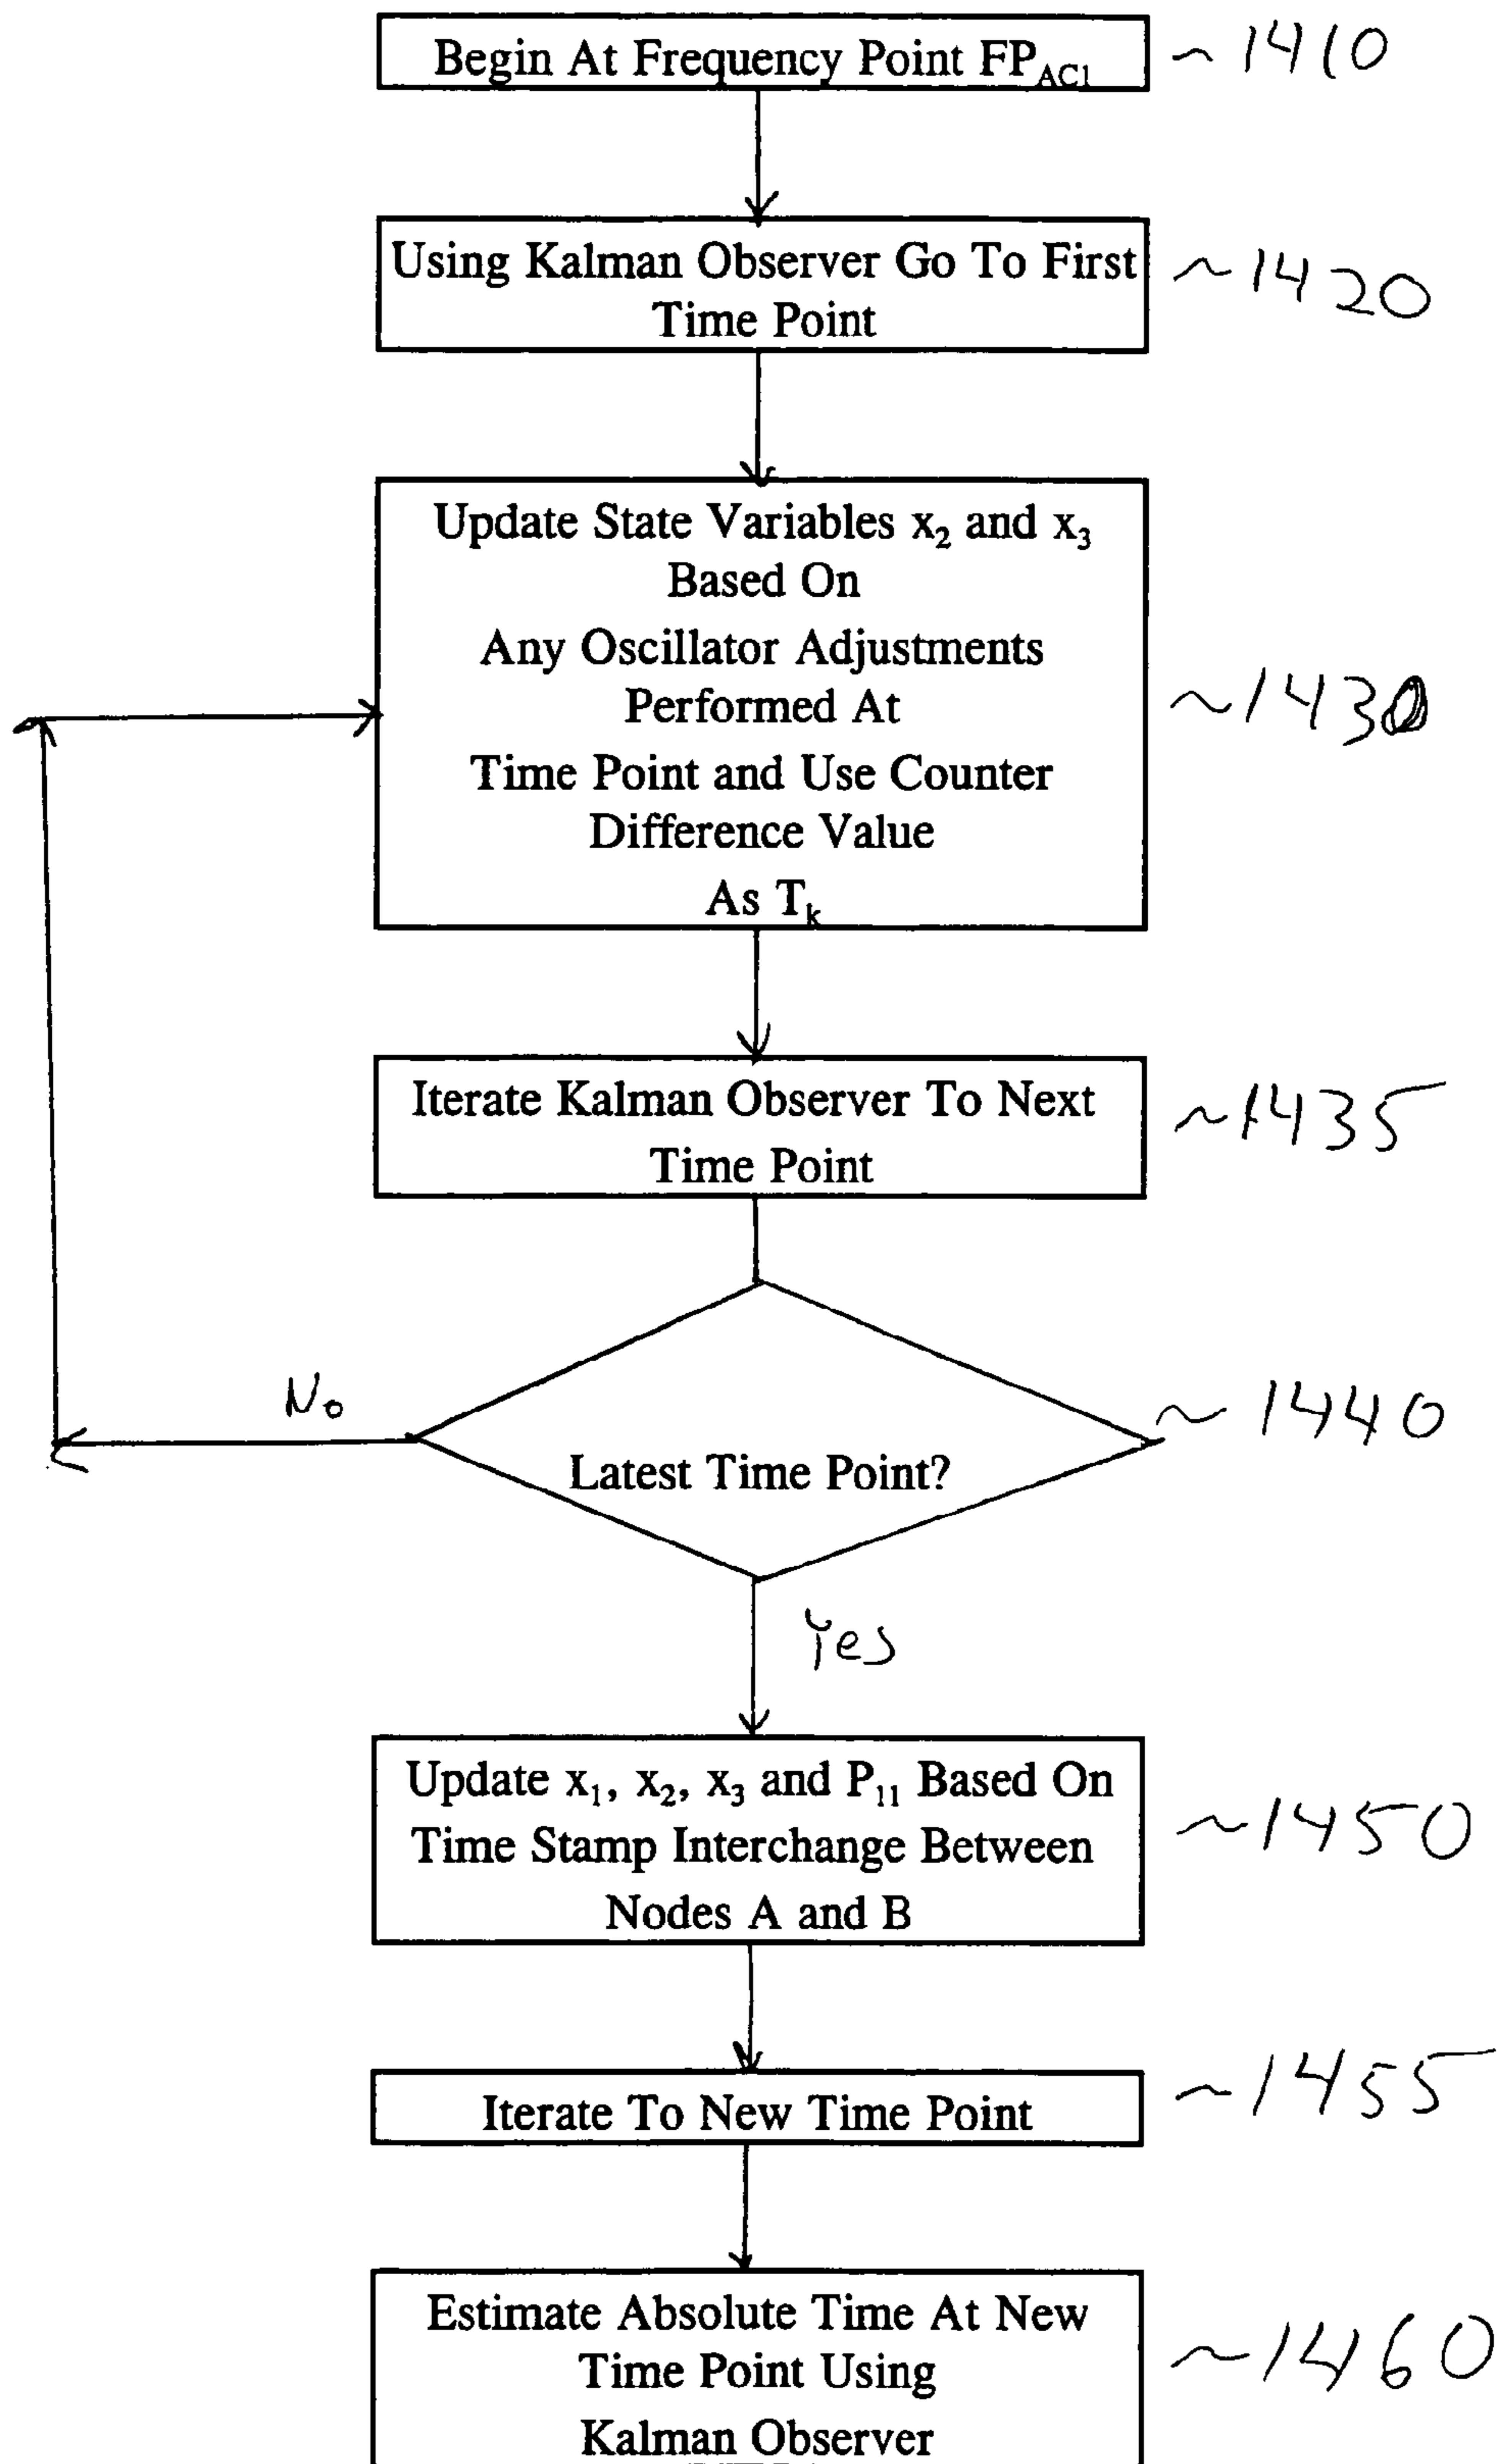 Begin At Frequency Point FP_AC1 ~1410
Using Kalman Observer Go To First ~1420
Time Point
Update State Variables x₂ and x₃
Based On
Any Oscillator Adjustments
Performed At ~1430
Time Point and Use Counter
Difference Value
As Tₖ
Iterate Kalman Observer To Next ~1435
Time Point
No
~1440
Latest Time Point?
Yes
Update x₁, x₂, x₃ and P₁₁ Based On
Time Stamp Interchange Between ~1450
Nodes A and B
Iterate To New Time Point ~1455
Estimate Absolute Time At New
Time Point Using ~1460
Kalman Observer